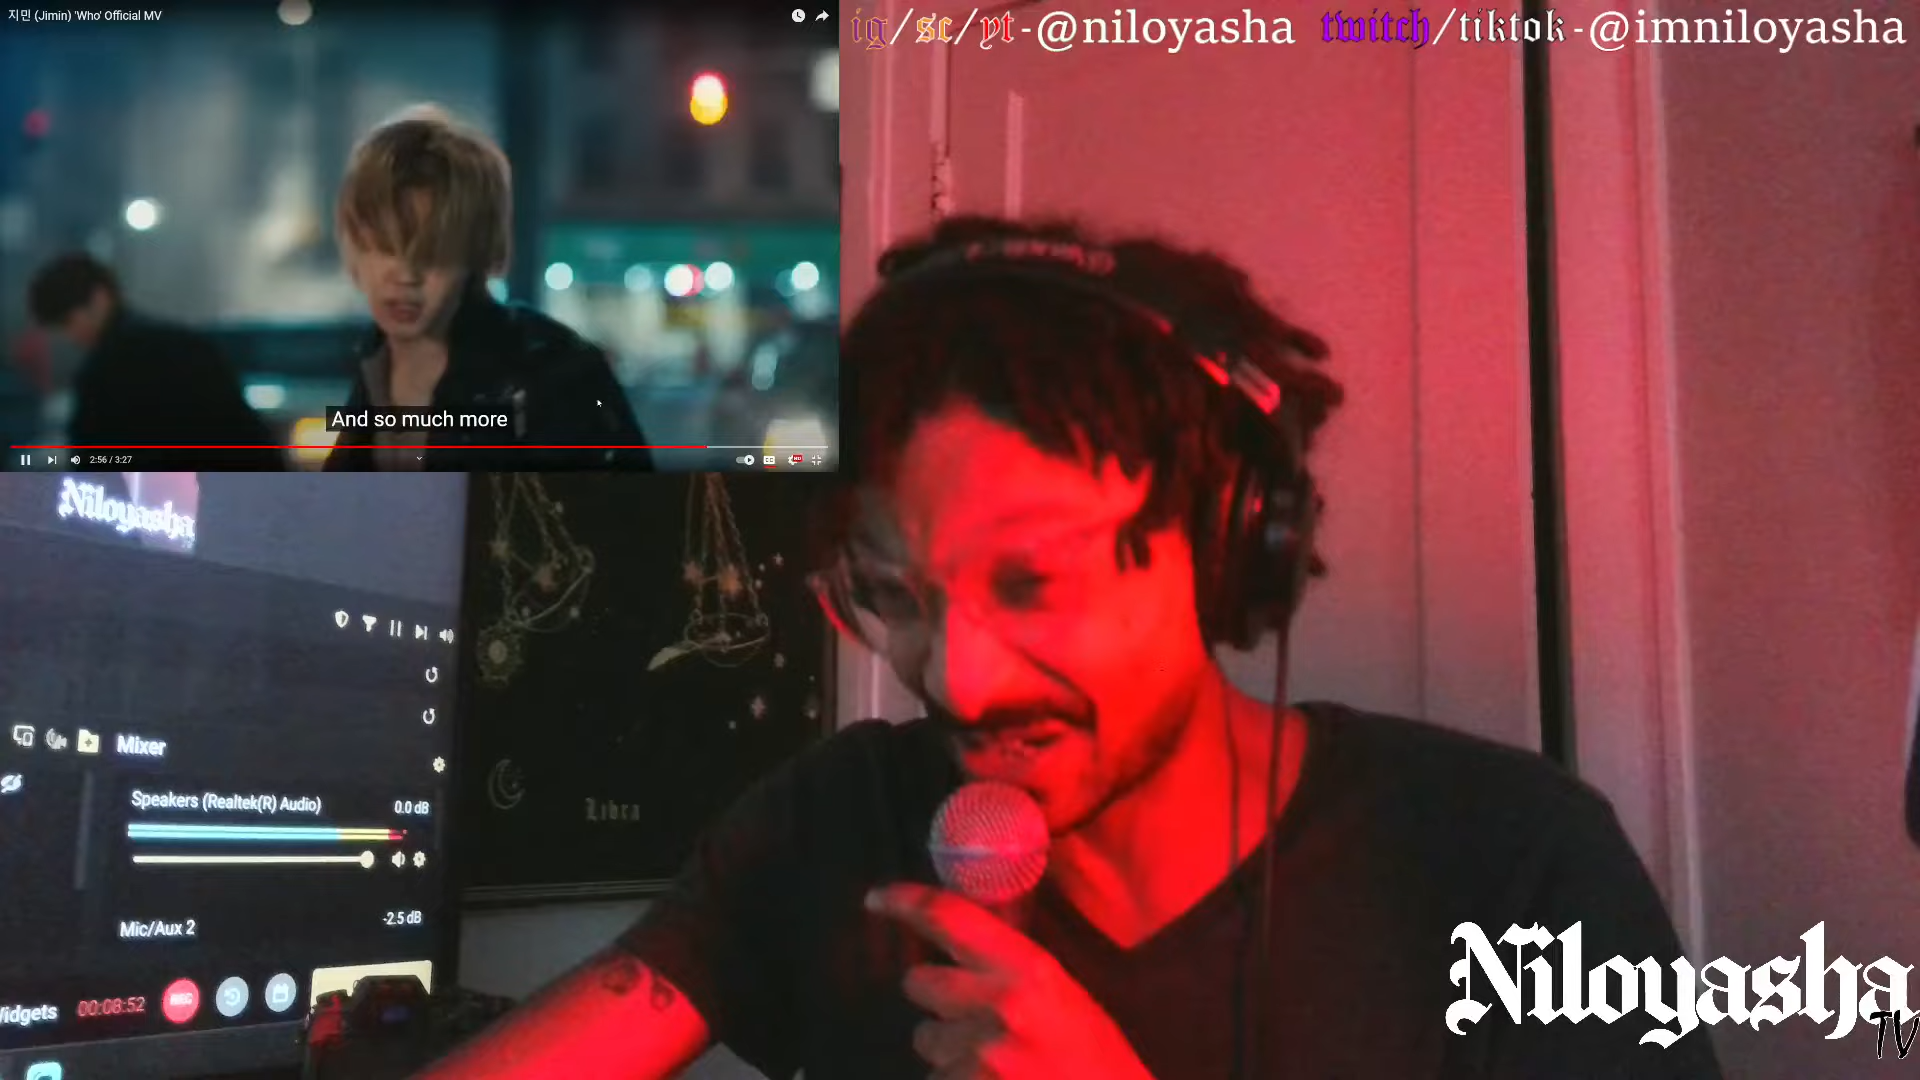 지민 (Jimin) 'Who' Official MV
ig/sc/yt-@niloyasha twitch/tiktok-@imniloyasha
And so much more
2:56 / 3:27
Niloyasha
Mixer
Speakers (Realtek(R) Audio) 0.0 dB
Mic/Aux 2 -2.5 dB
Widgets 00:08:52 REC
Libra
Niloyasha
TV